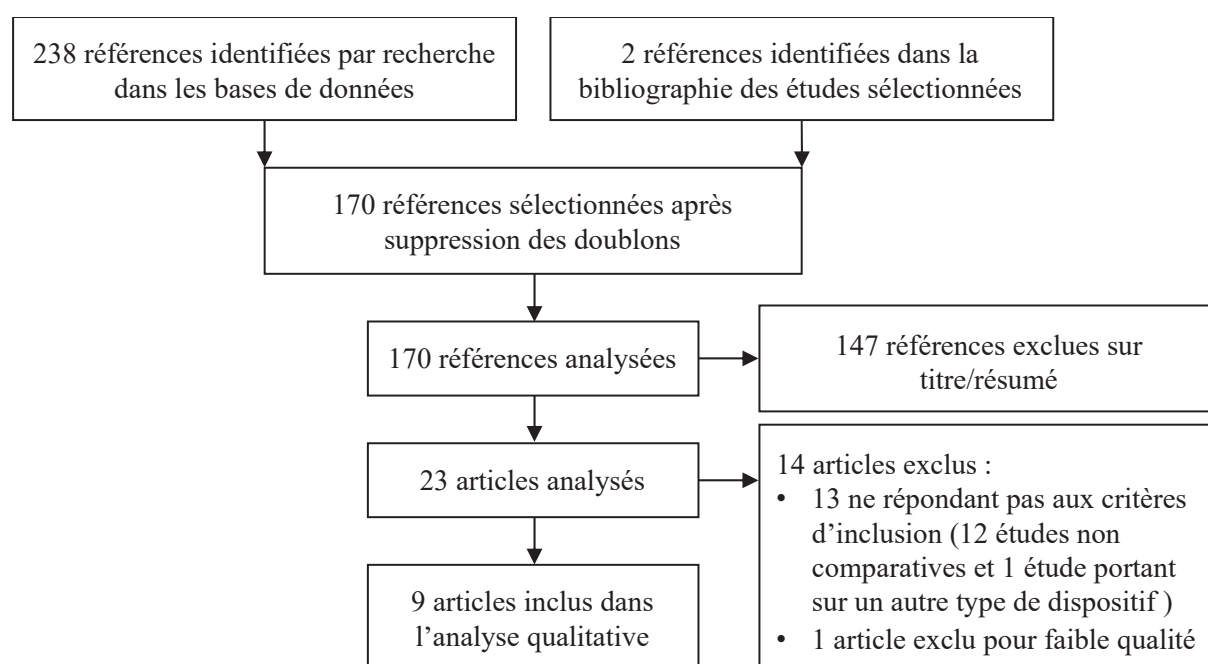 238 références identifiées par recherche
dans les bases de données
2 références identifiées dans la
bibliographie des études sélectionnées
170 références sélectionnées après
suppression des doublons
170 références analysées
147 références exclues sur
titre/résumé
23 articles analysés
14 articles exclus :
• 13 ne répondant pas aux critères
d’inclusion (12 études non
comparatives et 1 étude portant
sur un autre type de dispositif )
• 1 article exclu pour faible qualité
9 articles inclus dans
l’analyse qualitative